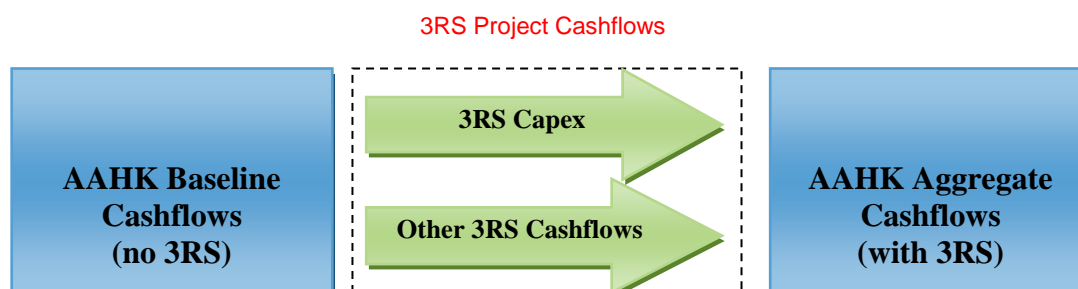 3RS Project Cashflows
AAHK Baseline
Cashflows
(no 3RS)
3RS Capex
Other 3RS Cashflows
AAHK Aggregate
Cashflows
(with 3RS)